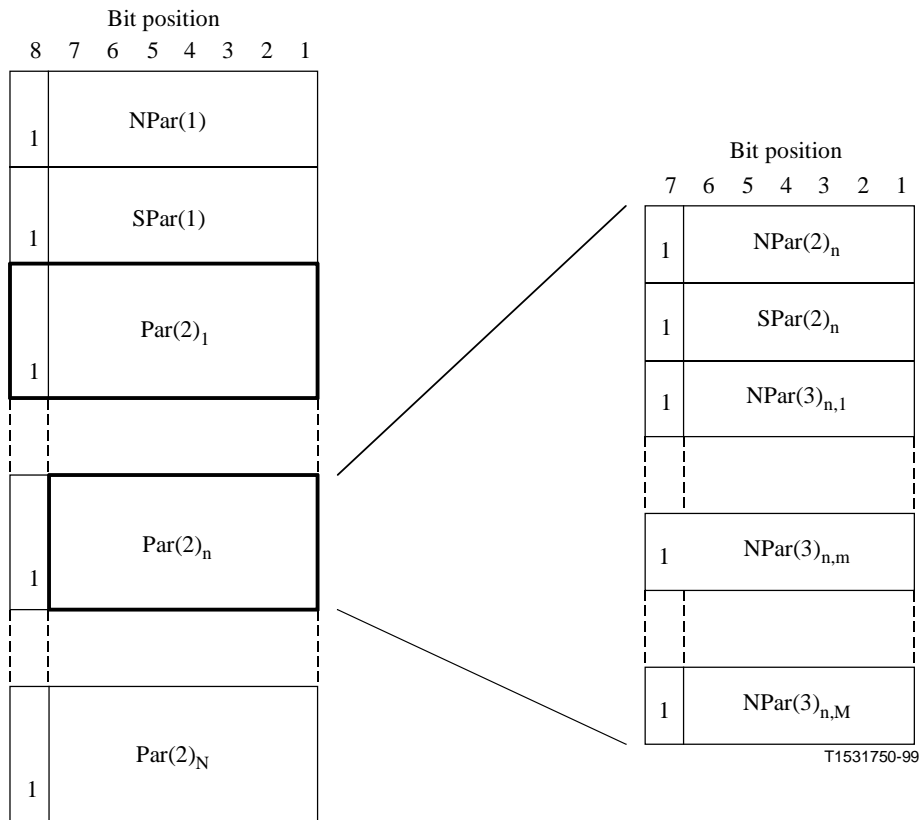 Bit position
8 7 6 5 4 3 2 1
NPar(1)
1
SPar(1)
1
Par(2)1
1
Par(2)n
1
Par(2)N
1
Bit position
7 6 5 4 3 2 1
1 NPar(2)n
1 SPar(2)n
1 NPar(3)n,1
1 NPar(3)n,m
1 NPar(3)n,M
T1531750-99